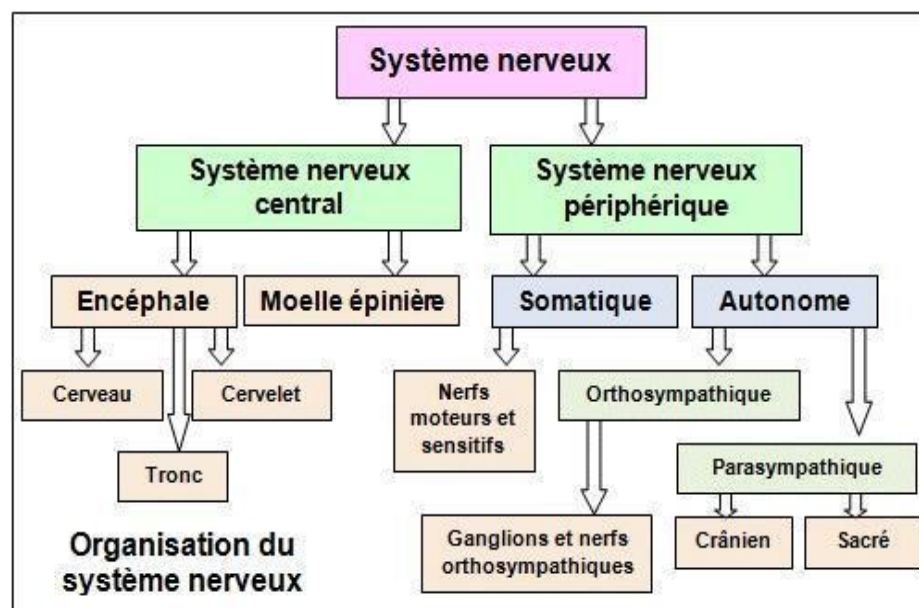 Système nerveux
Système nerveux
central
Système nerveux
périphérique
Encéphale
Moelle épinière
Somatique
Autonome
Cerveau
Cervelet
Tronc
Nerfs
moteurs et
sensitifs
Orthosympathique
Parasympathique
Ganglions et nerfs
orthosympathiques
Crânien
Sacré
Organisation du
système nerveux